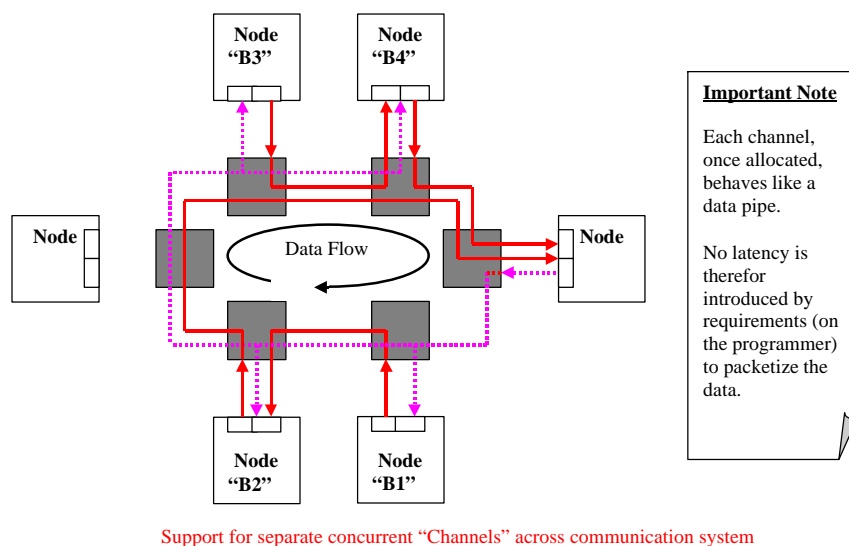 Node
“B3”
Node
“B4”
Node
Data Flow
Node
Node
“B2”
Node
“B1”
Important Note
Each channel,
once allocated,
behaves like a
data pipe.
No latency is
therefor
introduced by
requirements (on
the programmer)
to packetize the
data.
Support for separate concurrent “Channels” across communication system